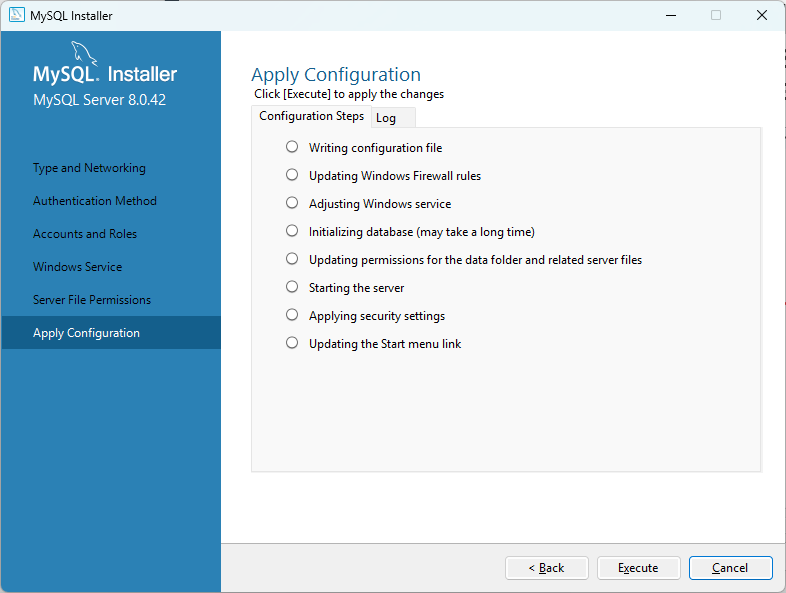 MySQL Installer
MySQL. Installer
MySQL Server 8.0.42
Type and Networking
Authentication Method
Accounts and Roles
Windows Service
Server File Permissions
Apply Configuration
Apply Configuration
Click [Execute] to apply the changes
Configuration Steps Log
Writing configuration file
Updating Windows Firewall rules
Adjusting Windows service
Initializing database (may take a long time)
Updating permissions for the data folder and related server files
Starting the server
Applying security settings
Updating the Start menu link
< Back Execute Cancel